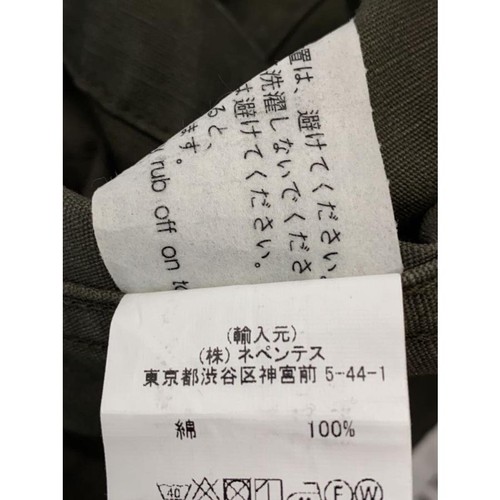 置は、避けてください。
洗濯しないでくださ
は避けてください。
ると、
ます。
rub off on
(輸入元)
(株) ネペンテス
東京都渋谷区神宮前 5-44-1
綿 100%
40 F W